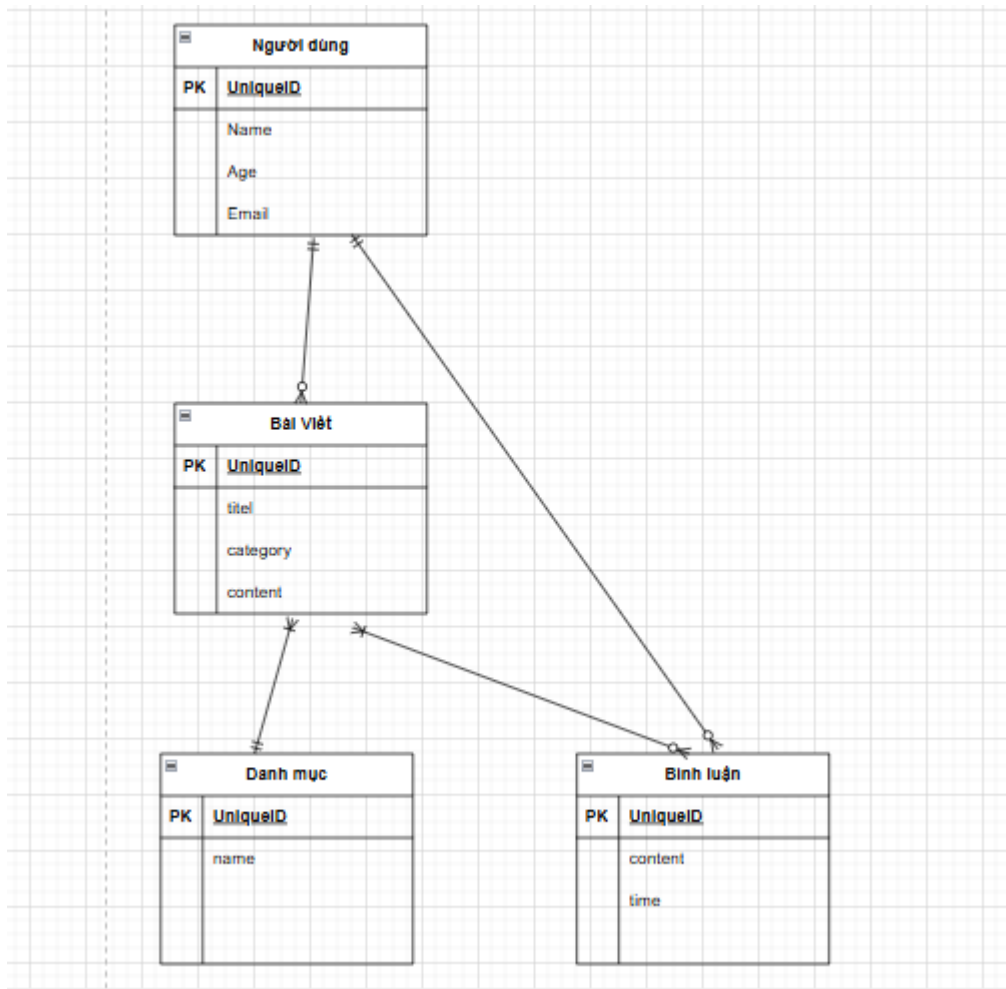 Người dùng
PK UniqueID
Name
Age
Email
Bài Viết
PK UniqueID
titel
category
content
Danh mục
PK UniqueID
name
Bình luận
PK UniqueID
content
time